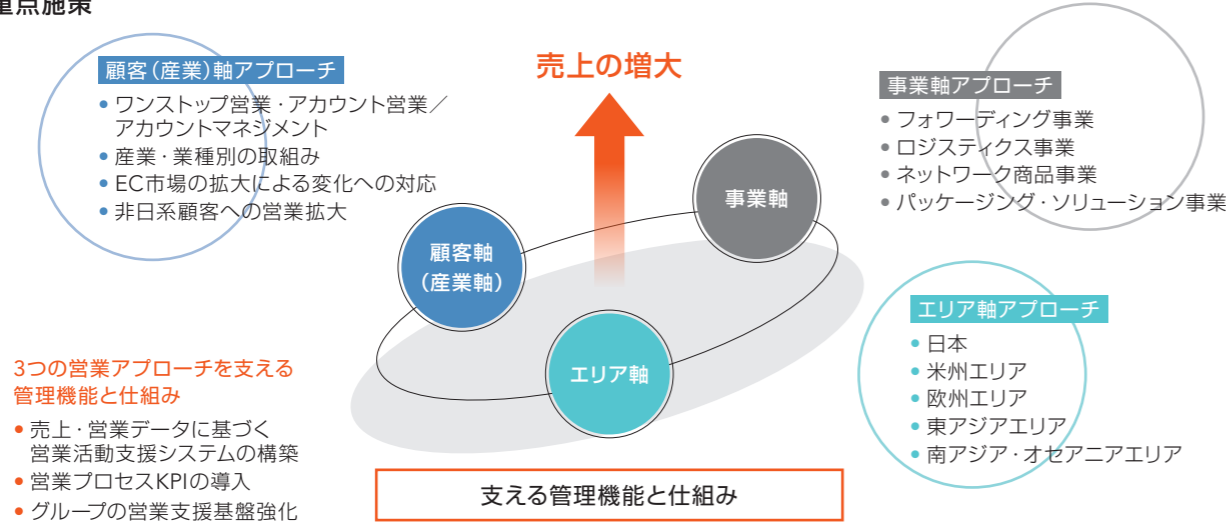 重点施策
顧客(産業)軸アプローチ
• ワンストップ営業・アカウント営業／
アカウントマネジメント
• 産業・業種別の取組み
• EC市場の拡大による変化への対応
• 非日系顧客への営業拡大
売上の増大
事業軸アプローチ
• フォワーディング事業
• ロジスティクス事業
• ネットワーク商品事業
• パッケージング・ソリューション事業
事業軸
顧客軸
(産業軸)
エリア軸
エリア軸アプローチ
• 日本
• 米州エリア
• 欧州エリア
• 東アジアエリア
• 南アジア・オセアニアエリア
3つの営業アプローチを支える
管理機能と仕組み
• 売上・営業データに基づく
営業活動支援システムの構築
• 営業プロセスKPIの導入
• グループの営業支援基盤強化
支える管理機能と仕組み